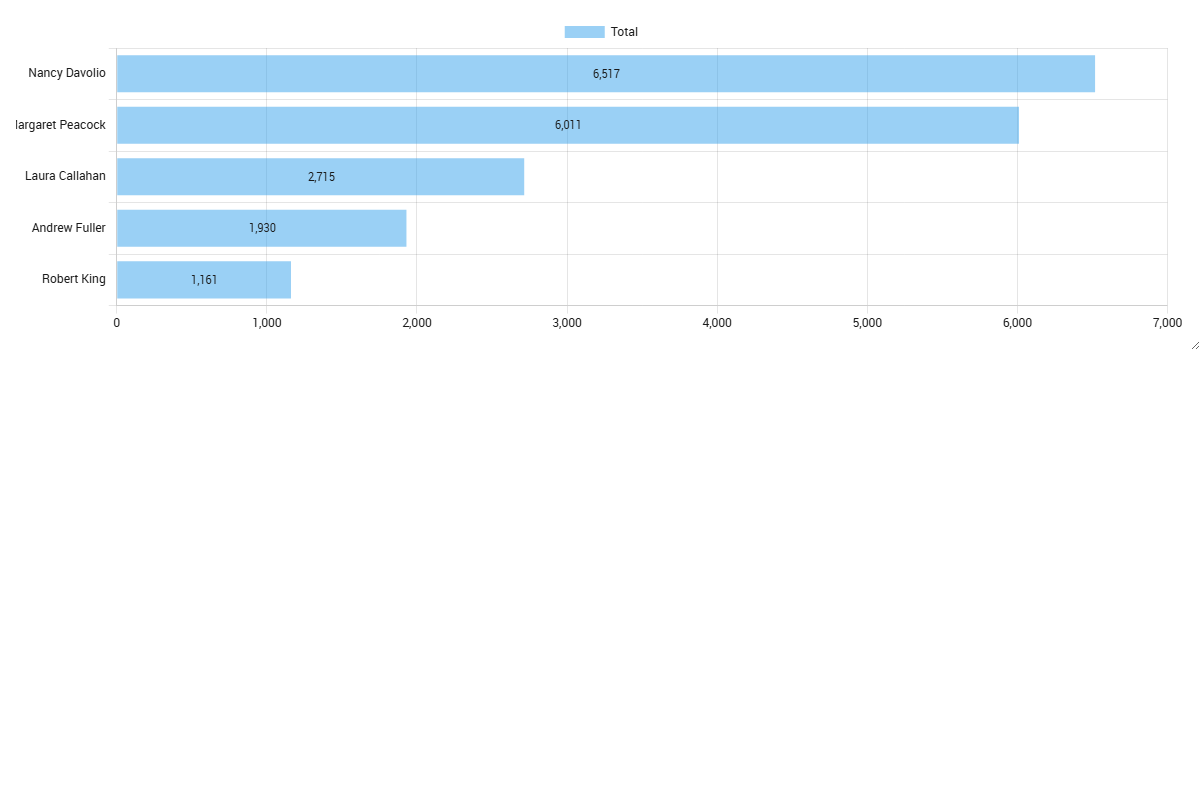 Total
Nancy Davolio 6,517
largaret Peacock 6,011
Laura Callahan 2,715
Andrew Fuller 1,930
Robert King 1,161
0 1,000 2,000 3,000 4,000 5,000 6,000 7,000